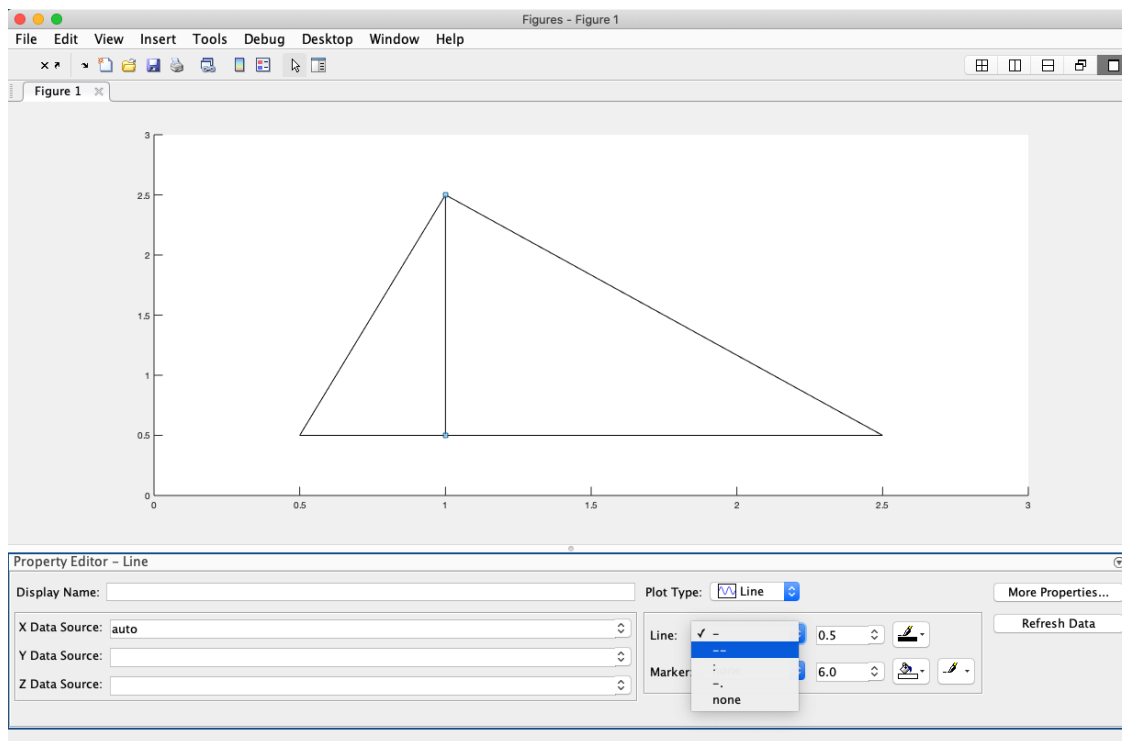 Figures - Figure 1
File Edit View Insert Tools Debug Desktop Window Help
Figure 1
3
2.5
2
1.5
1
0.5
0
0 0.5 1 1.5 2 2.5 3
Property Editor - Line
Display Name:
Plot Type: Line
More Properties...
X Data Source: auto
Line: ✓ - 0.5
Refresh Data
--
Y Data Source:
:
Marker: 6.0
Z Data Source:
-.
none